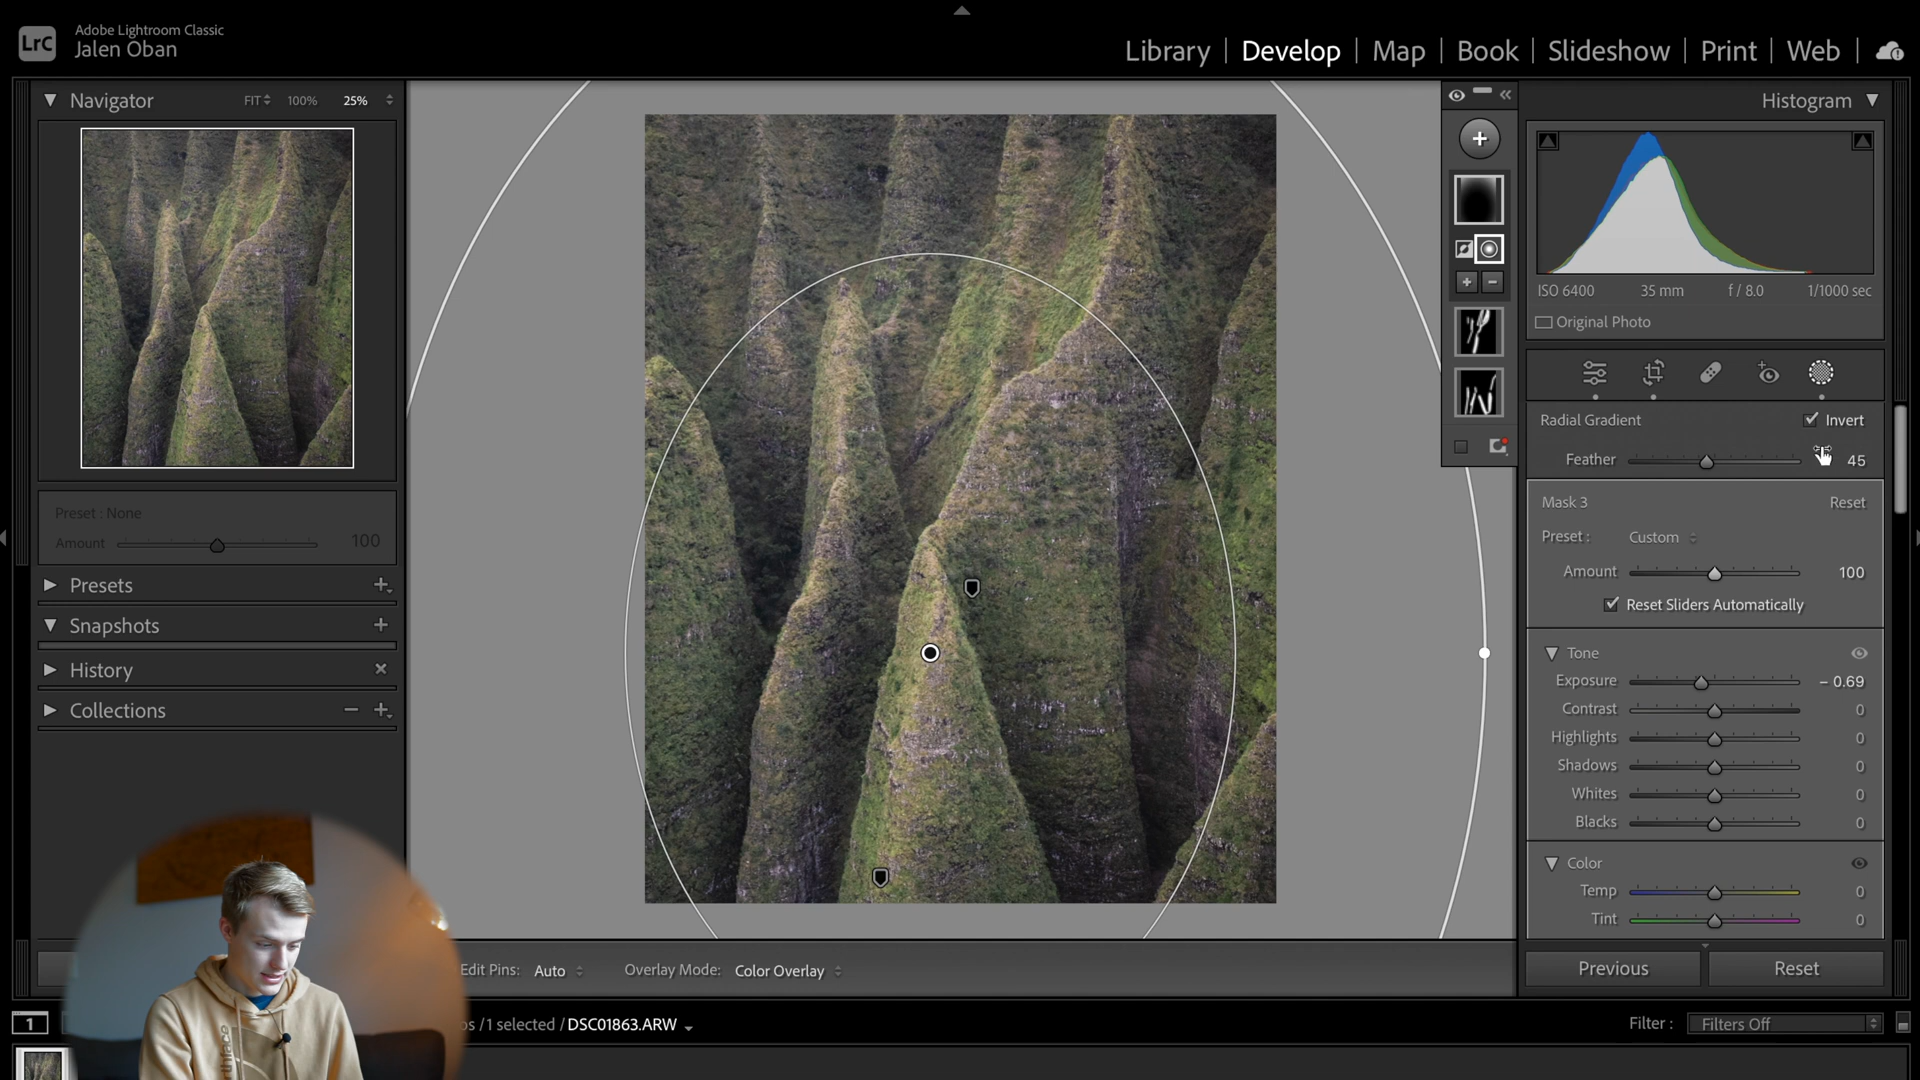 LrC
Adobe Lightroom Classic
Jalen Oban
Library | Develop | Map | Book | Slideshow | Print | Web
Navigator FIT 100% 25%
Preset : None
Amount 100
Presets
Snapshots
History
Collections
Edit Pins: Auto Overlay Mode: Color Overlay
Histogram
ISO 6400 35 mm f / 8.0 1/1000 sec
Original Photo
Radial Gradient Invert
Feather 45
Mask 3 Reset
Preset : Custom
Amount 100
Reset Sliders Automatically
Tone
Exposure – 0.69
Contrast 0
Highlights 0
Shadows 0
Whites 0
Blacks 0
Color
Temp 0
Tint 0
Previous Reset
1
/1 selected / DSC01863.ARW
Filter : Filters Off